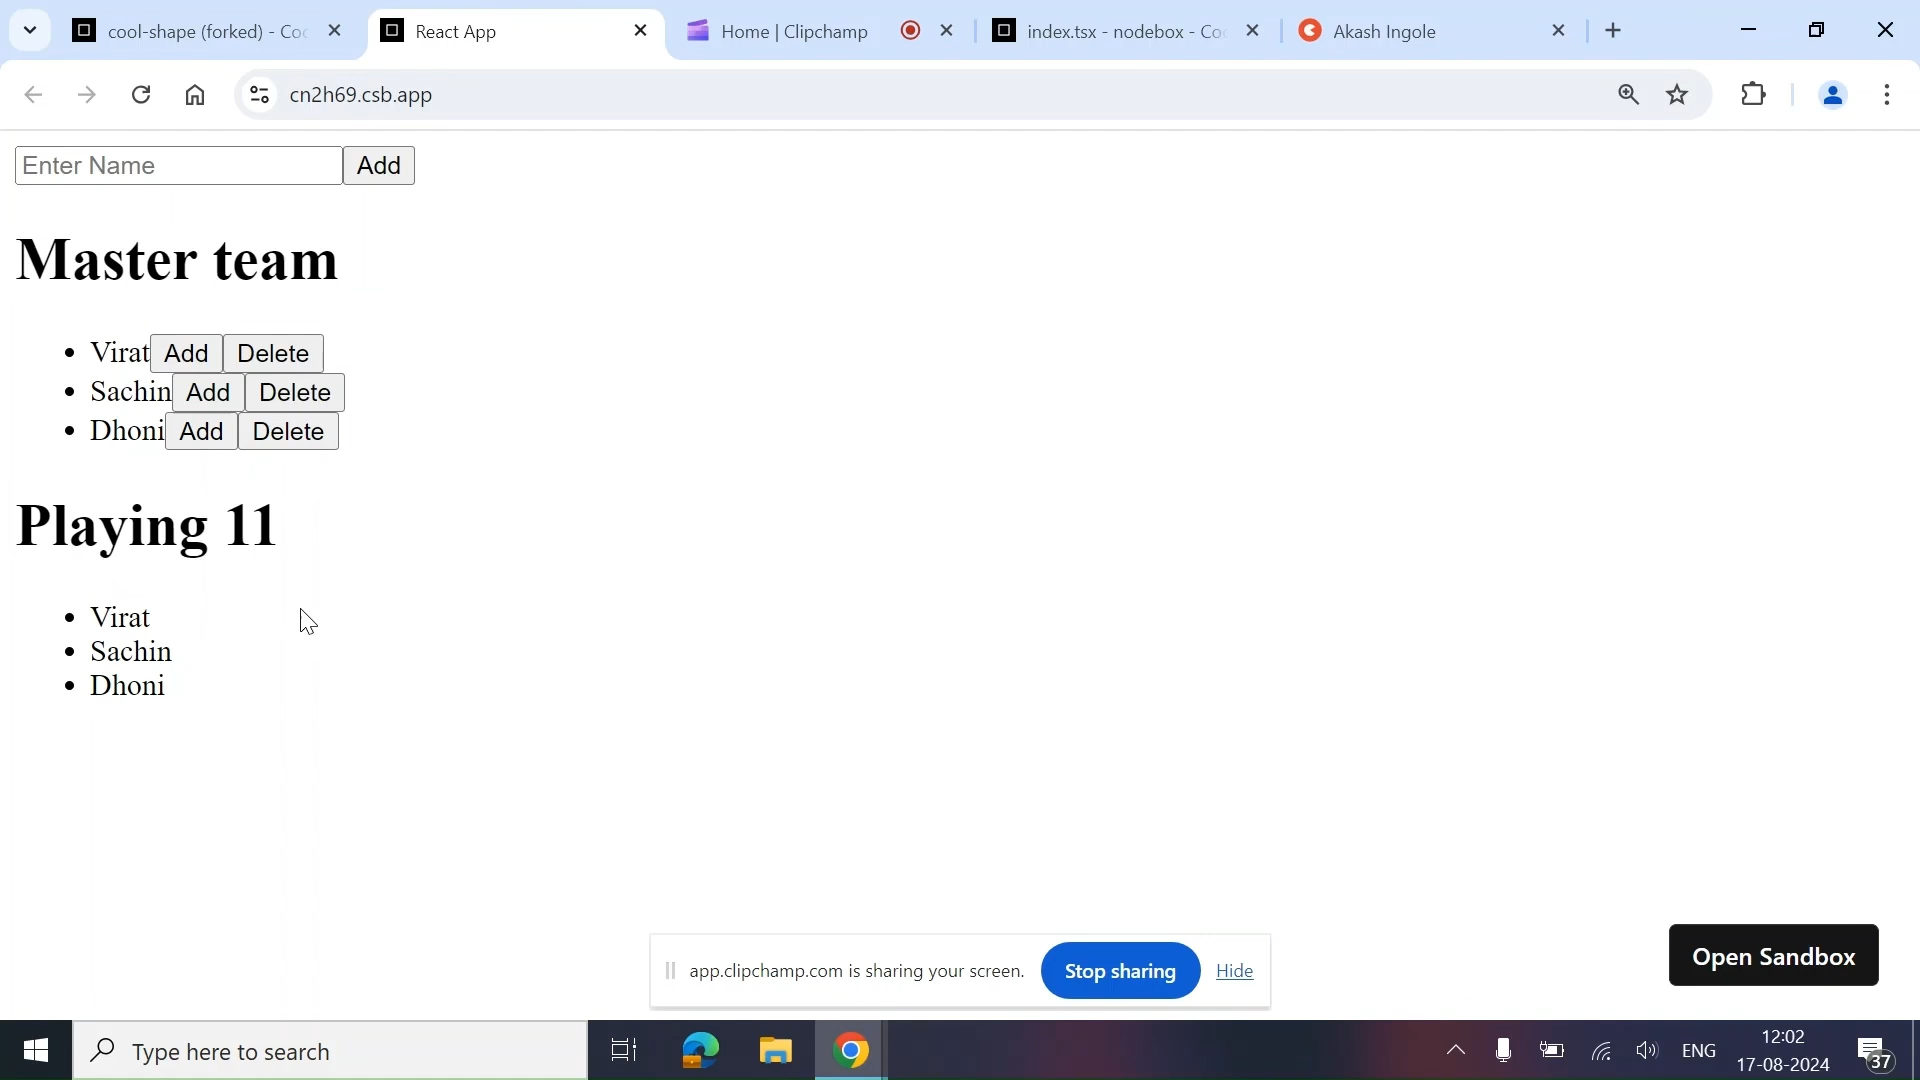 cool-shape (forked) - Co
React App
Home | Clipchamp
index.tsx - nodebox - Co
Akash Ingole
cn2h69.csb.app
Enter Name
Add
Master team
Virat Add Delete
Sachin Add Delete
Dhoni Add Delete
Playing 11
Virat
Sachin
Dhoni
Open Sandbox
app.clipchamp.com is sharing your screen. Stop sharing Hide
Type here to search
ENG
12:02
17-08-2024
37